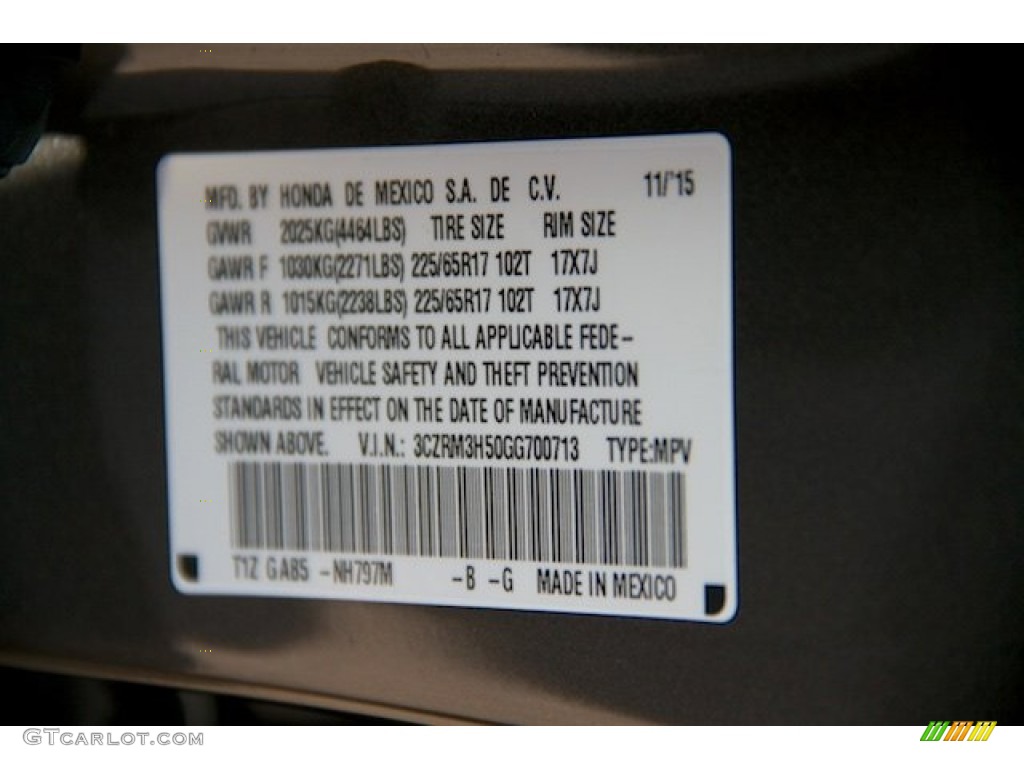 MFD. BY HONDA DE MEXICO S.A. DE C.V. 11/'15
GVWR 2025KG(4464LBS) TIRE SIZE RIM SIZE
GAWR F 1030KG(2271LBS) 225/65R17 102T 17X7J
GAWR R 1015KG(2238LBS) 225/65R17 102T 17X7J
THIS VEHICLE CONFORMS TO ALL APPLICABLE FEDE-
RAL MOTOR VEHICLE SAFETY AND THEFT PREVENTION
STANDARDS IN EFFECT ON THE DATE OF MANUFACTURE
SHOWN ABOVE. V.I.N.: 3CZRM3H50GG700713 TYPE:MPV
T1Z GA85 -NH797M -B -G MADE IN MEXICO
GTCARLOT.COM